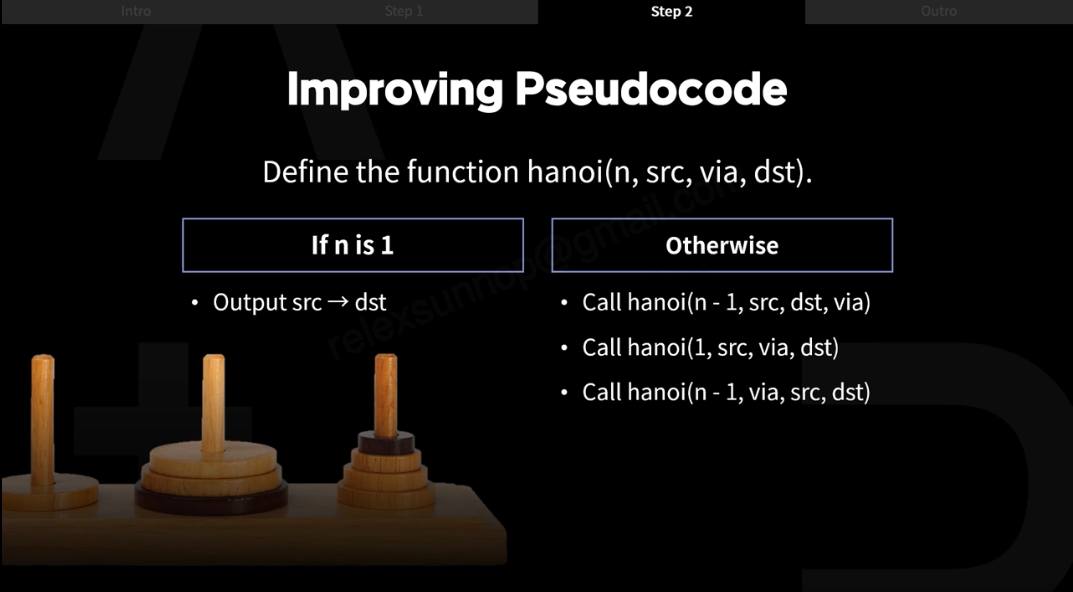 Intro
Step 1
Step 2
Outro
Improving Pseudocode
Define the function hanoi(n, src, via, dst).
If n is 1
• Output src → dst
Otherwise
• Call hanoi(n - 1, src, dst, via)
• Call hanoi(1, src, via, dst)
• Call hanoi(n - 1, via, src, dst)
relexsunnop@gmail.com